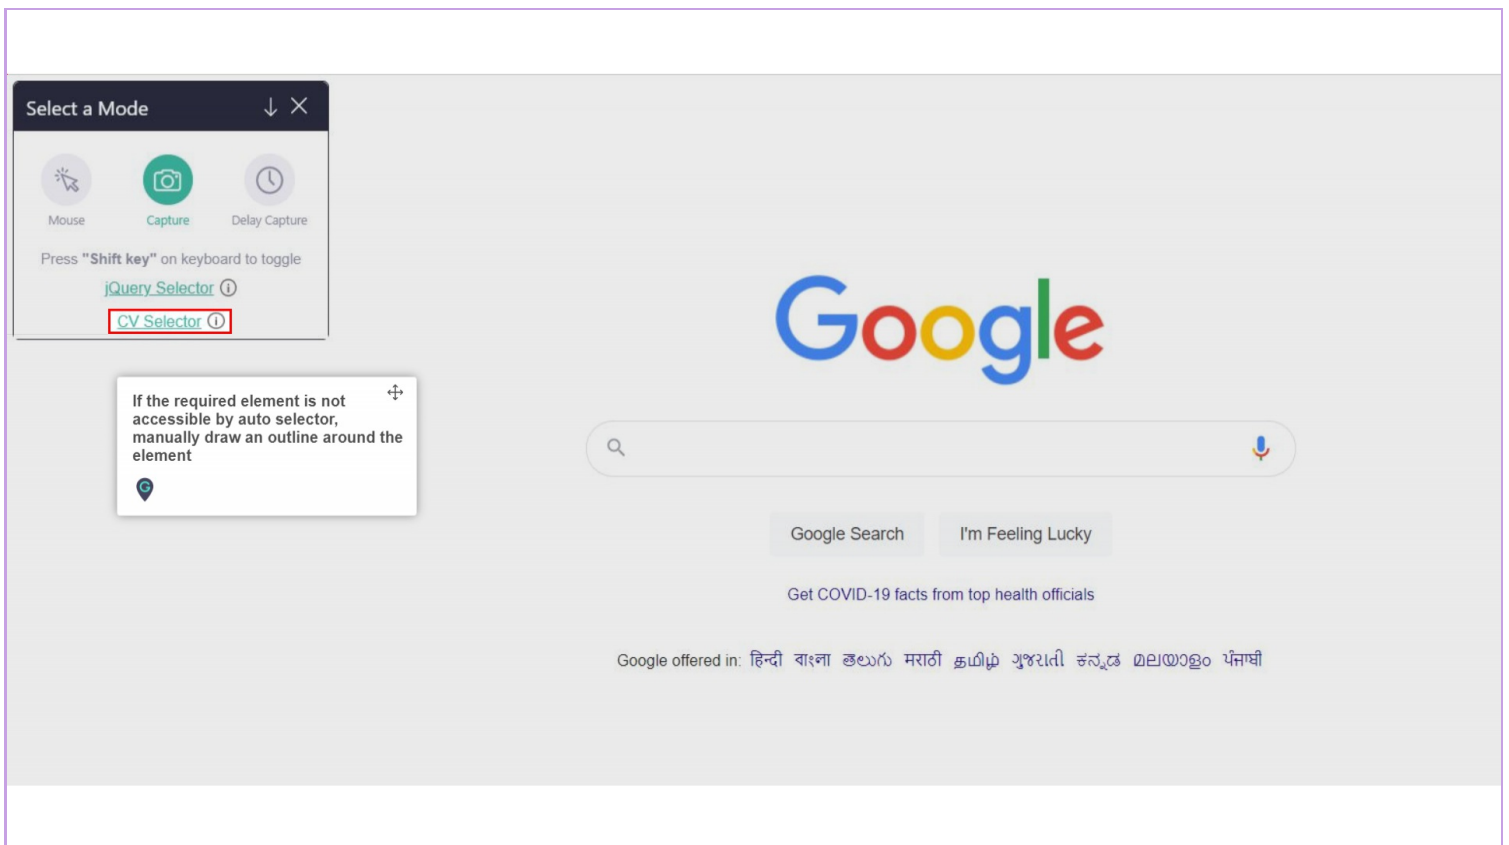 Select a Mode
Mouse Capture Delay Capture
Press "Shift key" on keyboard to toggle
jQuery Selector
CV Selector
If the required element is not
accessible by auto selector,
manually draw an outline around the
element
Google
Google Search I'm Feeling Lucky
Get COVID-19 facts from top health officials
Google offered in: हिन्दी বাংলা తెలుగు मराठी தமிழ் ગુજરાતી ಕನ್ನಡ മലയാളം ਪੰਜਾਬੀ